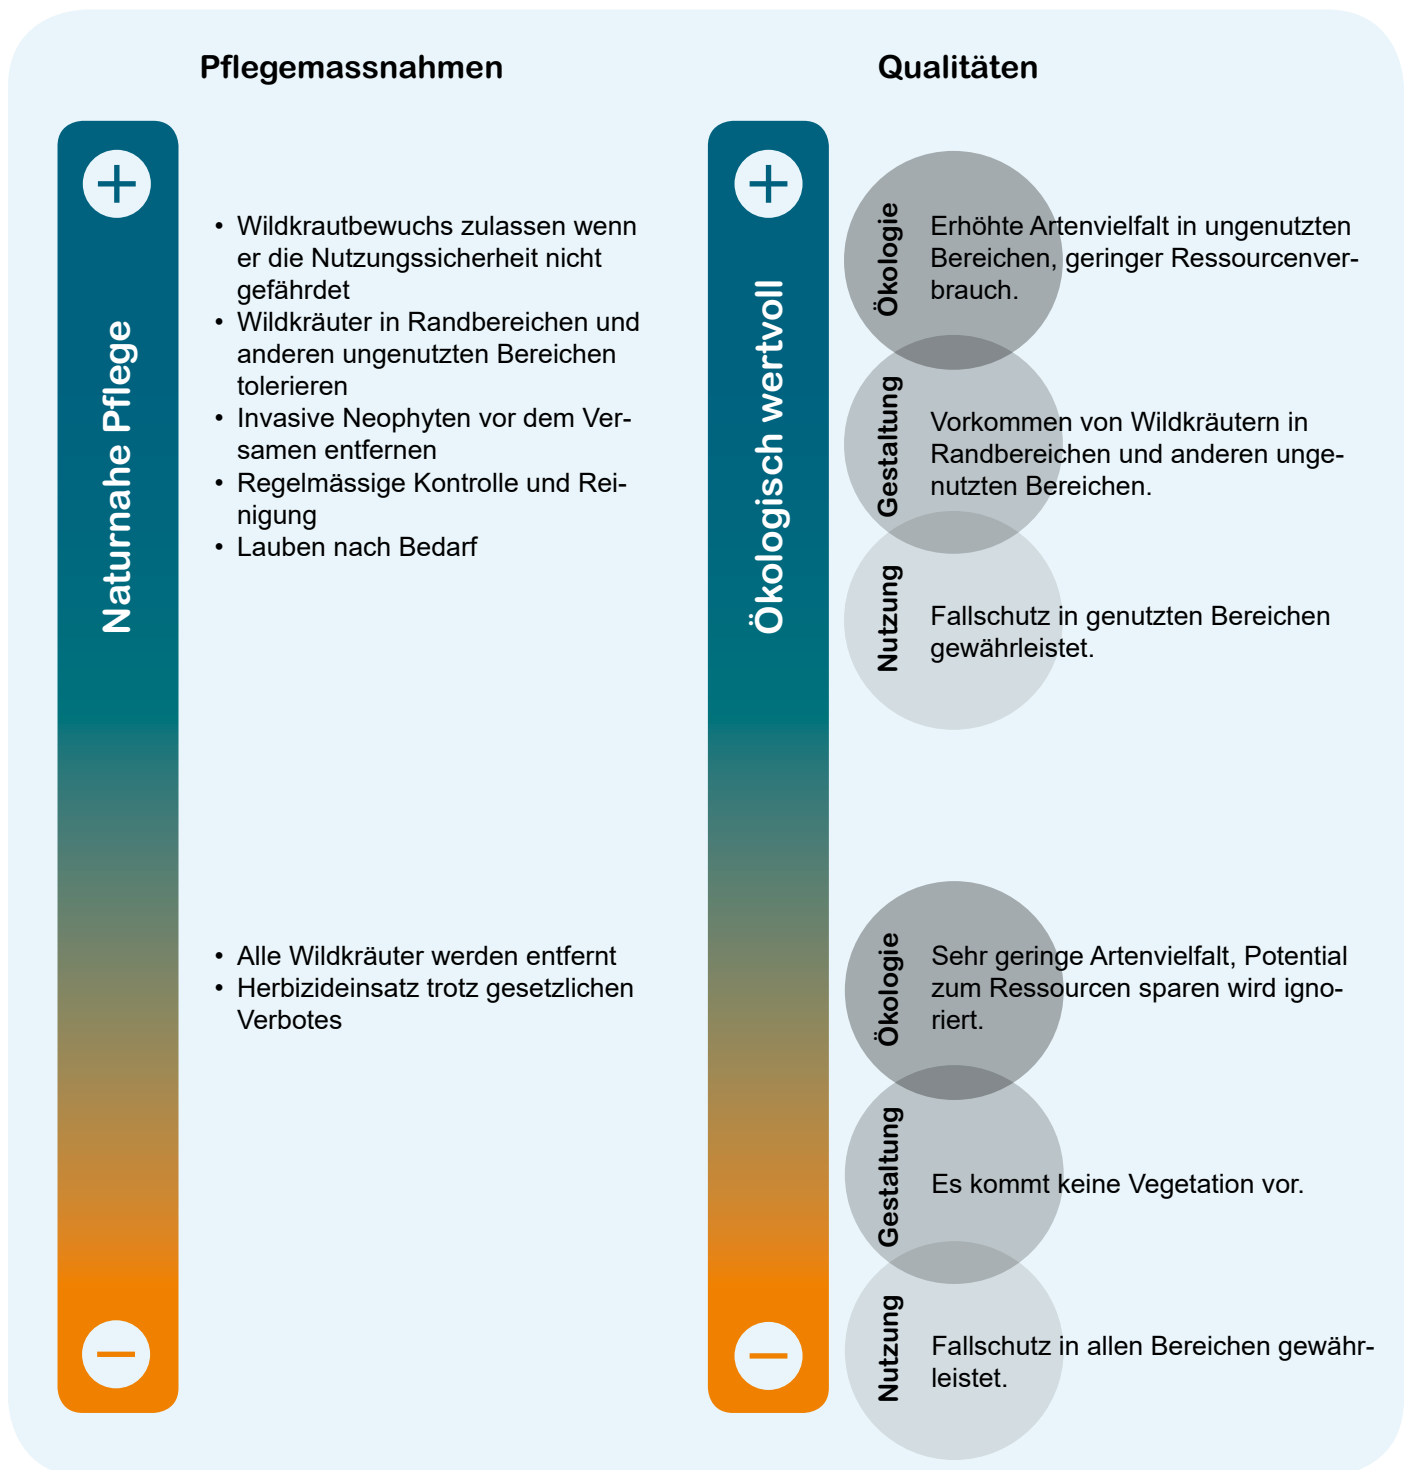 Pflegemassnahmen
Naturnahe Pflege
• Wildkrautbewuchs zulassen wenn
er die Nutzungssicherheit nicht
gefährdet
• Wildkräuter in Randbereichen und
anderen ungenutzten Bereichen
tolerieren
• Invasive Neophyten vor dem Ver-
samen entfernen
• Regelmässige Kontrolle und Rei-
nigung
• Lauben nach Bedarf
• Alle Wildkräuter werden entfernt
• Herbizideinsatz trotz gesetzlichen
Verbotes
Qualitäten
Ökologisch wertvoll
Ökologie
Erhöhte Artenvielfalt in ungenutzten
Bereichen, geringer Ressourcenver-
brauch.
Gestaltung
Vorkommen von Wildkräutern in
Randbereichen und anderen unge-
nutzten Bereichen.
Nutzung
Fallschutz in genutzten Bereichen
gewährleistet.
Ökologie
Sehr geringe Artenvielfalt, Potential
zum Ressourcen sparen wird igno-
riert.
Gestaltung
Es kommt keine Vegetation vor.
Nutzung
Fallschutz in allen Bereichen gewähr-
leistet.